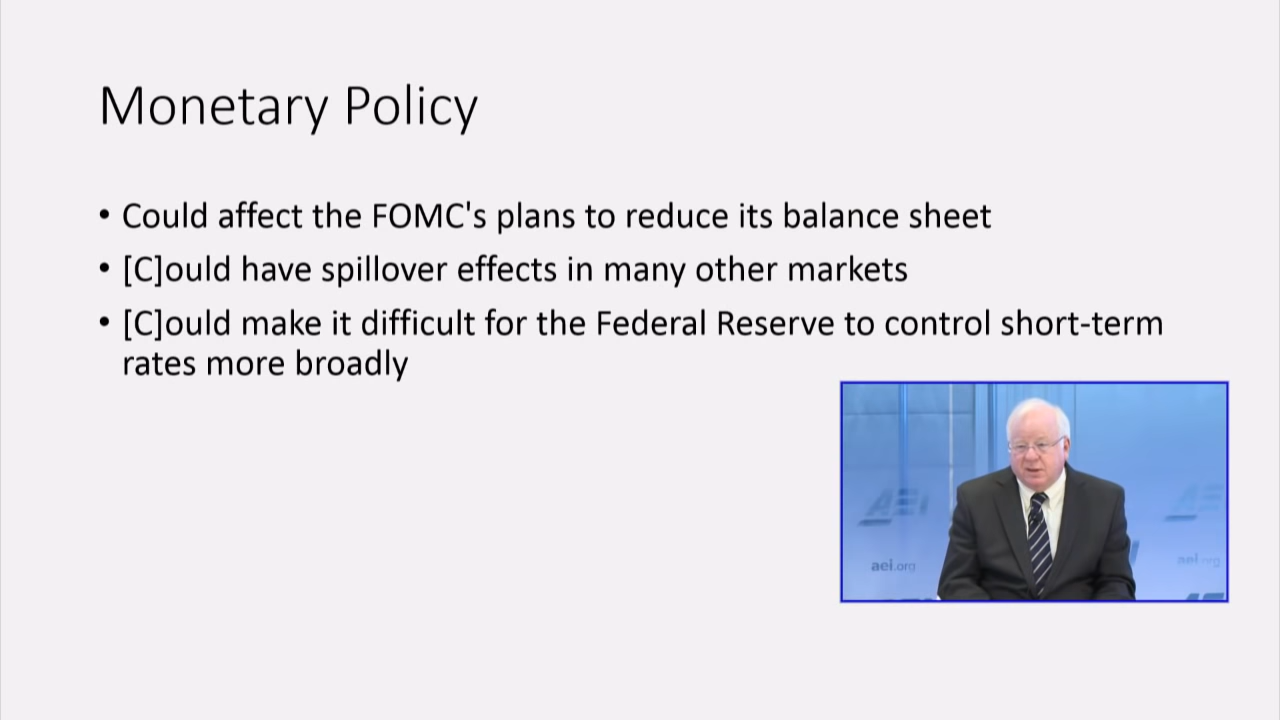 Monetary Policy
• Could affect the FOMC's plans to reduce its balance sheet
• [C]ould have spillover effects in many other markets
• [C]ould make it difficult for the Federal Reserve to control short-term
rates more broadly
AEI
AEI
aei.org
aei.org